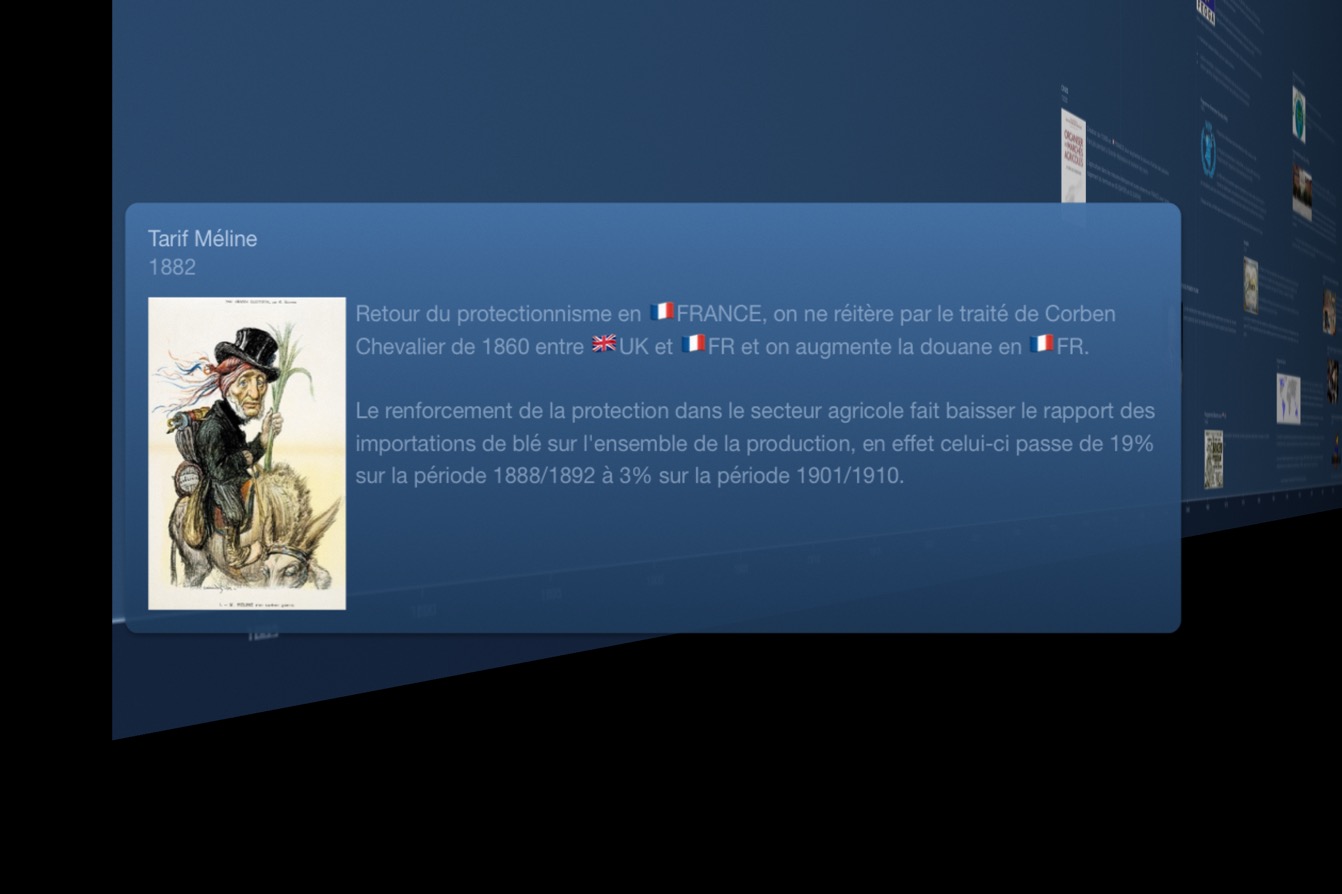 ORGANISER
MARCHÉS
AGRICOLES
Tarif Méline
1882
Retour du protectionnisme en 🇫🇷FRANCE, on ne réitère par le traité de Corben
Chevalier de 1860 entre 🇬🇧UK et 🇫🇷FR et on augmente la douane en 🇫🇷FR.
Le renforcement de la protection dans le secteur agricole fait baisser le rapport des
importations de blé sur l'ensemble de la production, en effet celui-ci passe de 19%
sur la période 1888/1892 à 3% sur la période 1901/1910.